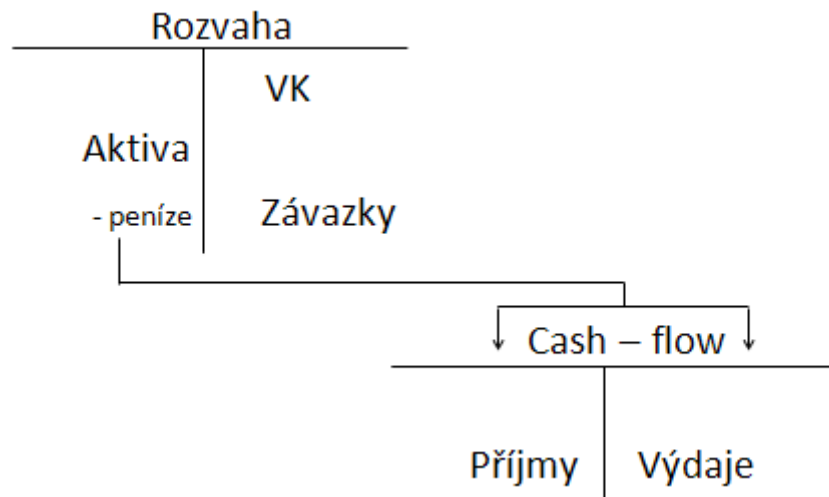 Rozvaha
VK
Aktiva
- peníze
Závazky
Cash – flow
Příjmy
Výdaje